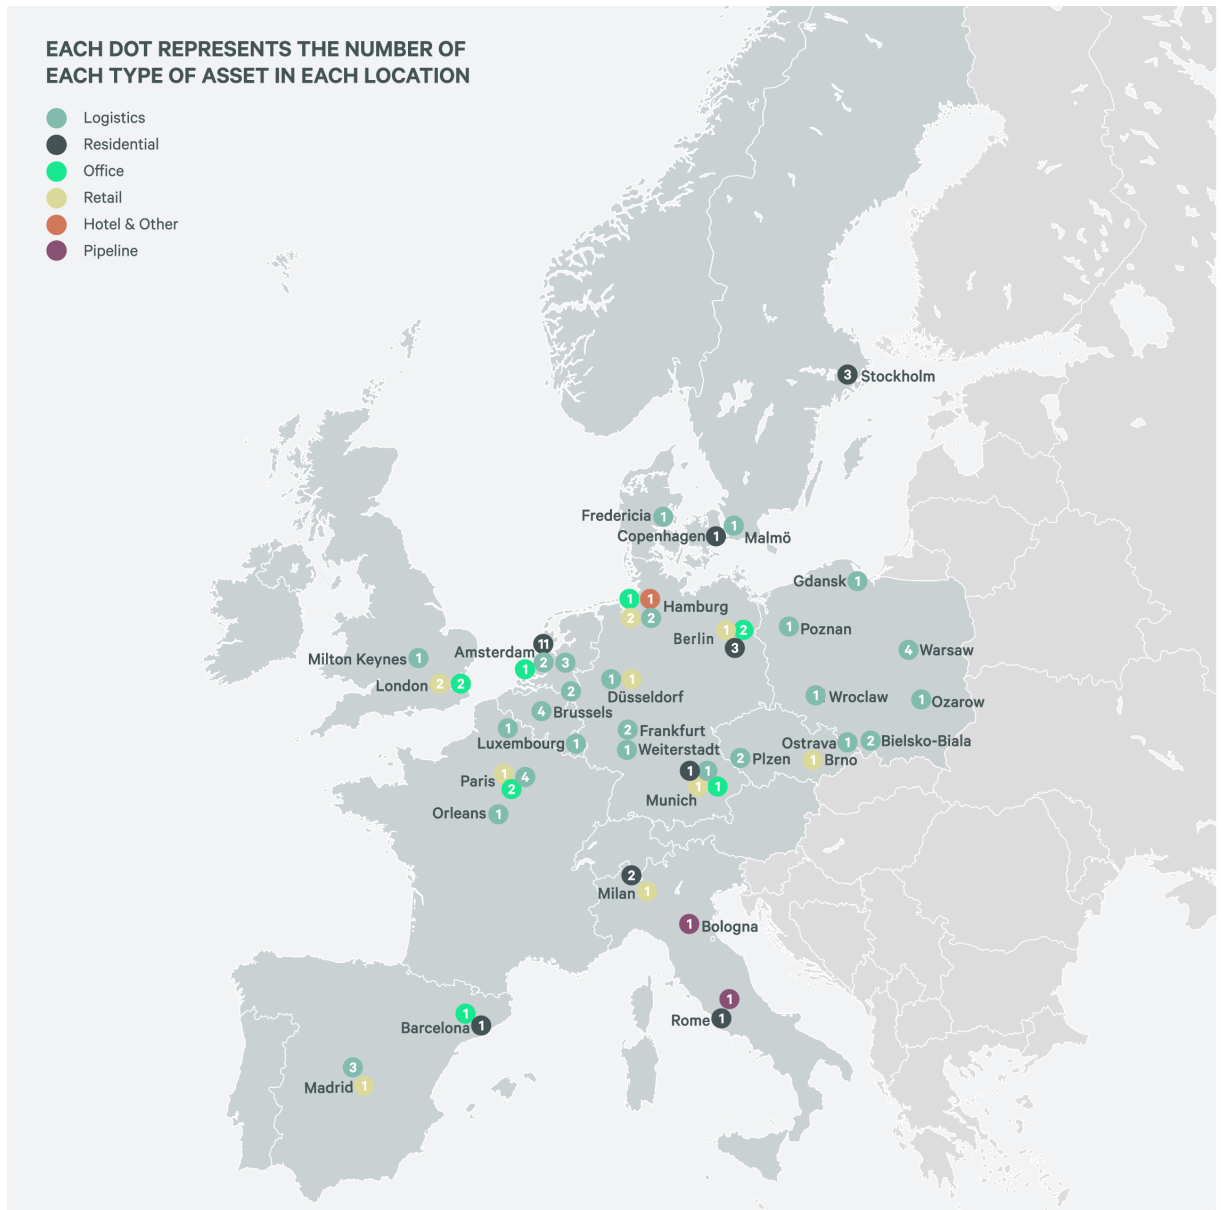 EACH DOT REPRESENTS THE NUMBER OF
EACH TYPE OF ASSET IN EACH LOCATION
Logistics
Residential
Office
Retail
Hotel & Other
Pipeline
3 Stockholm
Fredericia 1
1
Copenhagen 1
Malmö
Gdansk 1
1 1
Hamburg
2 2
1 Poznan
1 2
Berlin
3
4 Warsaw
11
Amsterdam
1 2 3
Milton Keynes 1
London 2 2
1 1
Düsseldorf
2
1 Wroclaw
1 Ozarow
4 Brussels
1
Luxembourg 1
2 Frankfurt
1 Weiterstadt
Ostrava 1
2 Bielsko-Biala
2 Plzen
1 Brno
1 4
Paris
2
1 1
1 1
Munich
Orleans 1
2
Milan 1
1 Bologna
1
Rome 1
1
Barcelona 1
3
Madrid 1